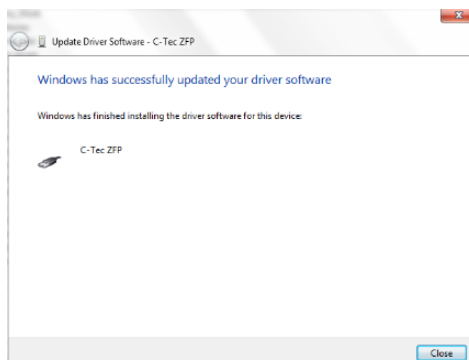 Update Driver Software - C-Tec ZFP
Windows has successfully updated your driver software
Windows has finished installing the driver software for this device:
C-Tec ZFP
Close